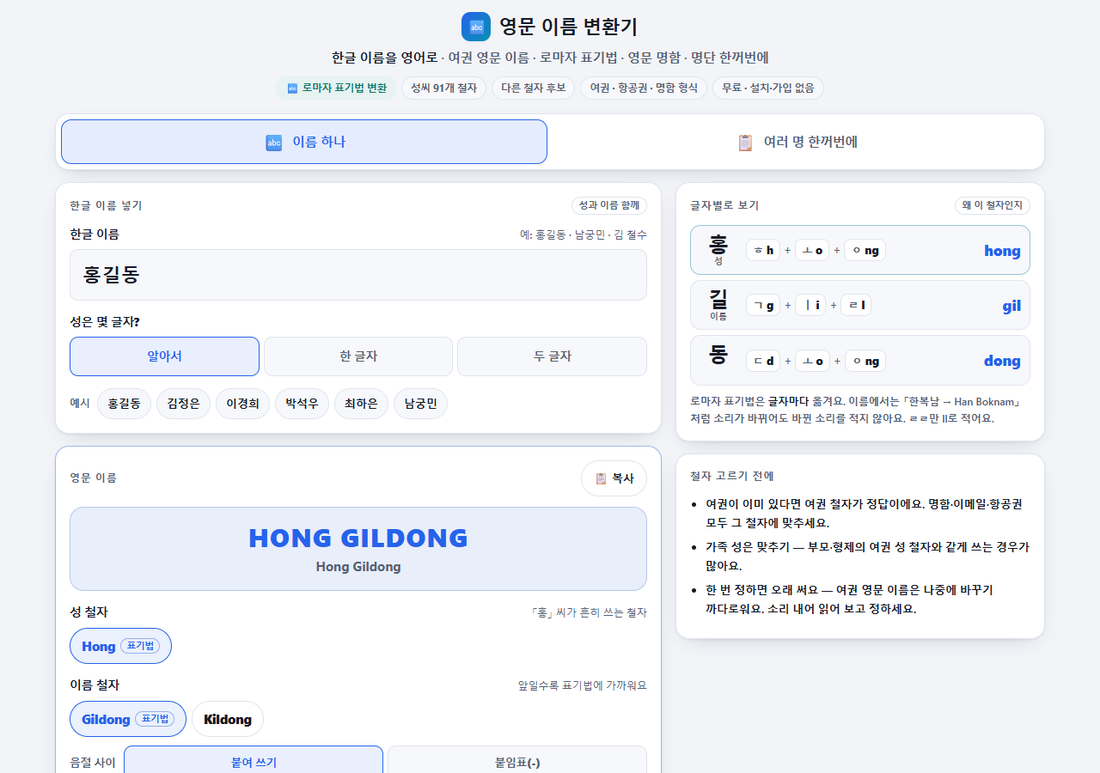 영문 이름 변환기
한글 이름을 영어로 · 여권 영문 이름 · 로마자 표기법 · 영문 명함 · 명단 한꺼번에
로마자 표기법 변환
성씨 91개 철자
다른 철자 후보
여권 · 항공권 · 명함 형식
무료 · 설치·가입 없음
이름 하나
여러 명 한꺼번에
한글 이름 넣기
성과 이름 함께
한글 이름
예: 홍길동 · 남궁민 · 김 철수
홍길동
성은 몇 글자?
알아서
한 글자
두 글자
예시
홍길동
김정은
이경희
박석우
최하은
남궁민
영문 이름
복사
HONG GILDONG
Hong Gildong
성 철자
「홍」 씨가 흔히 쓰는 철자
Hong 표기법
이름 철자
앞일수록 표기법에 가까워요
Gildong 표기법
Kildong
음절 사이
붙여 쓰기
붙임표(-)
글자별로 보기
왜 이 철자인지
홍
성
ㅎ h + ㅗ o + ㅇ ng
hong
길
이름
ㄱ g + ㅣ i + ㄹ l
gil
동
ㄷ d + ㅗ o + ㅇ ng
dong
로마자 표기법은 글자마다 옮겨요. 이름에서는 「한복남 → Han Boknam」
처럼 소리가 바뀌어도 바뀐 소리를 적지 않아요. ㄹㄹ만 ll로 적어요.
철자 고르기 전에
• 여권이 이미 있다면 여권 철자가 정답이에요. 명함·이메일·항공권
모두 그 철자에 맞추세요.
• 가족 성은 맞추기 — 부모·형제의 여권 성 철자와 같게 쓰는 경우가
많아요.
• 한 번 정하면 오래 써요 — 여권 영문 이름은 나중에 바꾸기
까다로워요. 소리 내어 읽어 보고 정하세요.